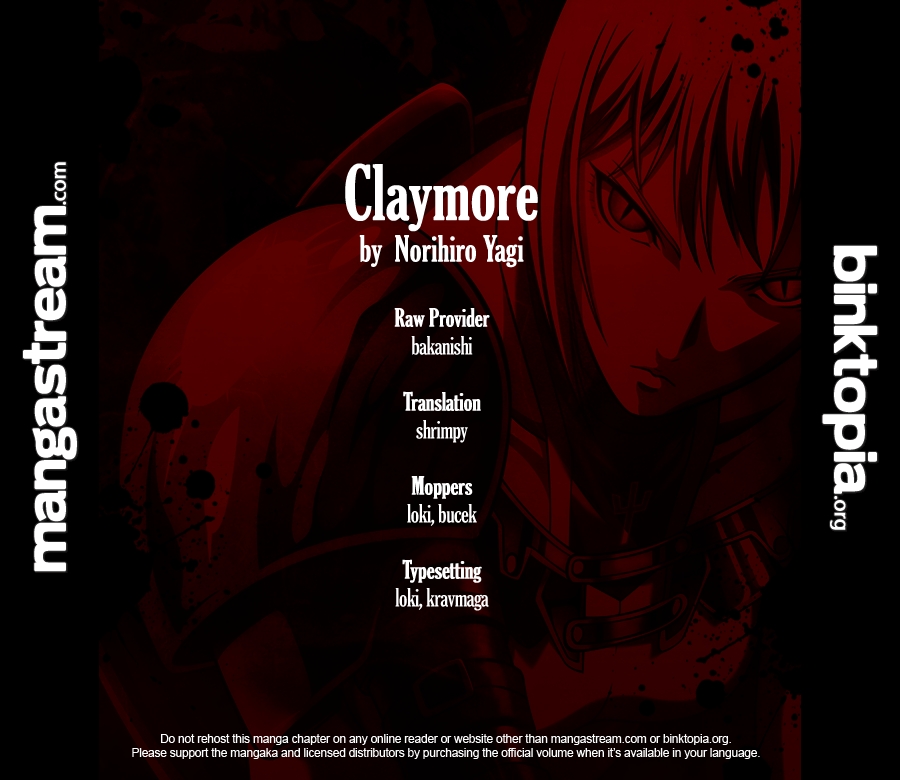 mangastream.com
Claymore
by Norihiro Yagi
Raw Provider
bakanishi
Translation
shrimpy
Moppers
loki, bucek
Typesetting
loki, kravmaga
binktopia.org
Do not rehost this manga chapter on any online reader or website other than mangastream.com or binktopia.org.
Please support the mangaka and licensed distributors by purchasing the official volume when it's available in your language.